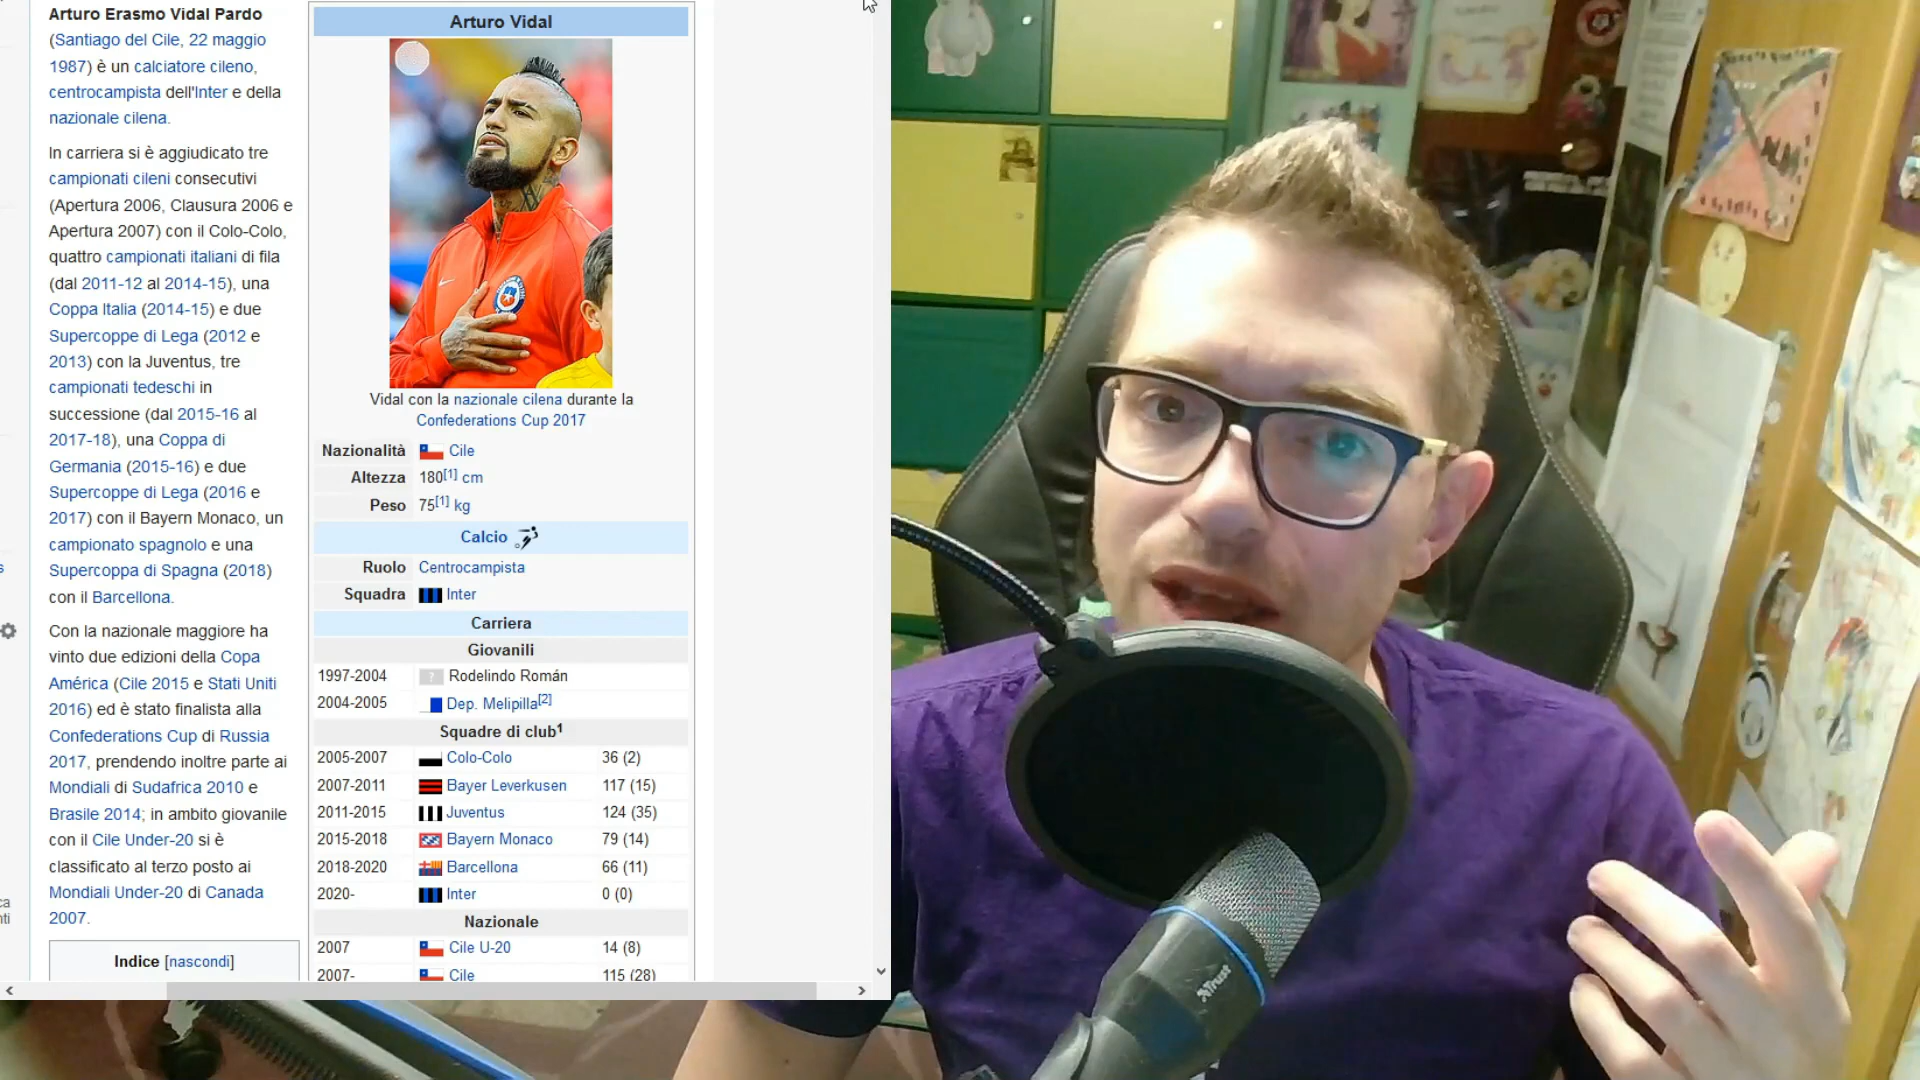 Arturo Erasmo Vidal Pardo
(Santiago del Cile, 22 maggio
1987) è un calciatore cileno,
centrocampista dell'Inter e della
nazionale cilena.
In carriera si è aggiudicato tre
campionati cileni consecutivi
(Apertura 2006, Clausura 2006 e
Apertura 2007) con il Colo-Colo,
quattro campionati italiani di fila
(dal 2011-12 al 2014-15), una
Coppa Italia (2014-15) e due
Supercoppe di Lega (2012 e
2013) con la Juventus, tre
campionati tedeschi in
successione (dal 2015-16 al
2017-18), una Coppa di
Germania (2015-16) e due
Supercoppe di Lega (2016 e
2017) con il Bayern Monaco, un
campionato spagnolo e una
Supercoppa di Spagna (2018)
con il Barcellona.
Con la nazionale maggiore ha
vinto due edizioni della Copa
América (Cile 2015 e Stati Uniti
2016) ed è stato finalista alla
Confederations Cup di Russia
2017, prendendo inoltre parte ai
Mondiali di Sudafrica 2010 e
Brasile 2014; in ambito giovanile
con il Cile Under-20 si è
classificato al terzo posto ai
Mondiali Under-20 di Canada
2007.
Indice [nascondi]
Arturo Vidal
Vidal con la nazionale cilena durante la
Confederations Cup 2017
Nazionalità Cile
Altezza 180[1] cm
Peso 75[1] kg
Calcio
Ruolo Centrocampista
Squadra Inter
Carriera
Giovanili
1997-2004 ? Rodelindo Román
2004-2005 Dep. Melipilla[2]
Squadre di club1
2005-2007 Colo-Colo 36 (2)
2007-2011 Bayer Leverkusen 117 (15)
2011-2015 Juventus 124 (35)
2015-2018 Bayern Monaco 79 (14)
2018-2020 Barcellona 66 (11)
2020- Inter 0 (0)
Nazionale
2007 Cile U-20 14 (8)
2007- Cile 115 (28)
Trust